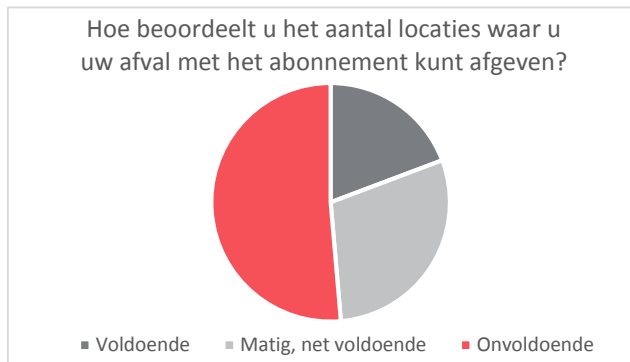 Hoe beoordeelt u het aantal locaties waar u
uw afval met het abonnement kunt afgeven?
Voldoende
Matig, net voldoende
Onvoldoende